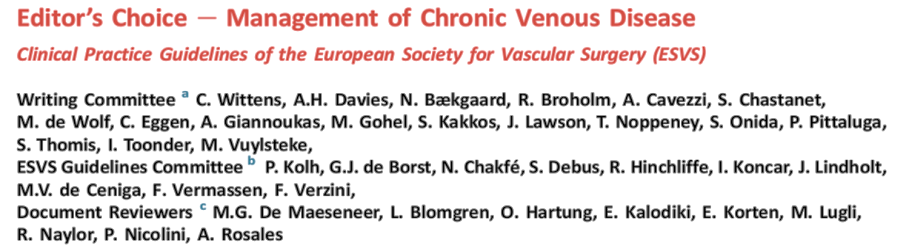 Editor's Choice — Management of Chronic Venous Disease
Clinical Practice Guidelines of the European Society for Vascular Surgery (ESVS)
Writing Committee a C. Wittens, A.H. Davies, N. Bækgaard, R. Broholm, A. Cavezzi, S. Chastanet,
M. de Wolf, C. Eggen, A. Giannoukas, M. Gohel, S. Kakkos, J. Lawson, T. Noppeney, S. Onida, P. Pittaluga,
S. Thomis, I. Toonder, M. Vuylsteke,
ESVS Guidelines Committee b P. Kolh, G.J. de Borst, N. Chakfé, S. Debus, R. Hinchliffe, I. Koncar, J. Lindholt,
M.V. de Ceniga, F. Vermassen, F. Verzini,
Document Reviewers c M.G. De Maeseneer, L. Blomgren, O. Hartung, E. Kalodiki, E. Korten, M. Lugli,
R. Naylor, P. Nicolini, A. Rosales